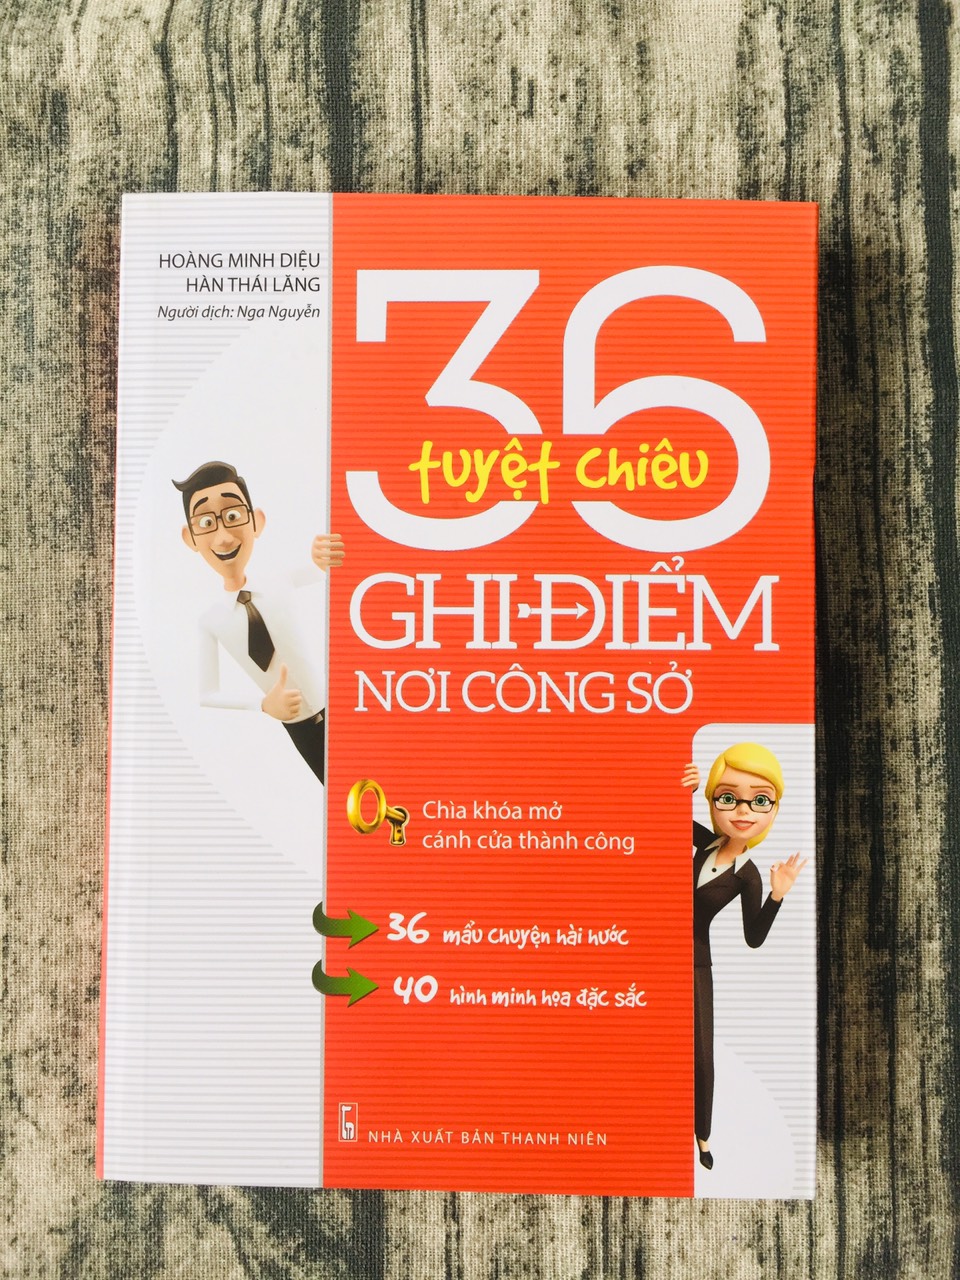 HOÀNG MINH DIỆU
HÀN THÁI LĂNG
Người dịch: Nga Nguyễn
36
tuyệt chiêu
GHI ĐIỂM
NƠI CÔNG SỞ
Chìa khóa mở
cánh cửa thành công
36 mẩu chuyện hài hước
40 hình minh họa đặc sắc
NHÀ XUẤT BẢN THANH NIÊN